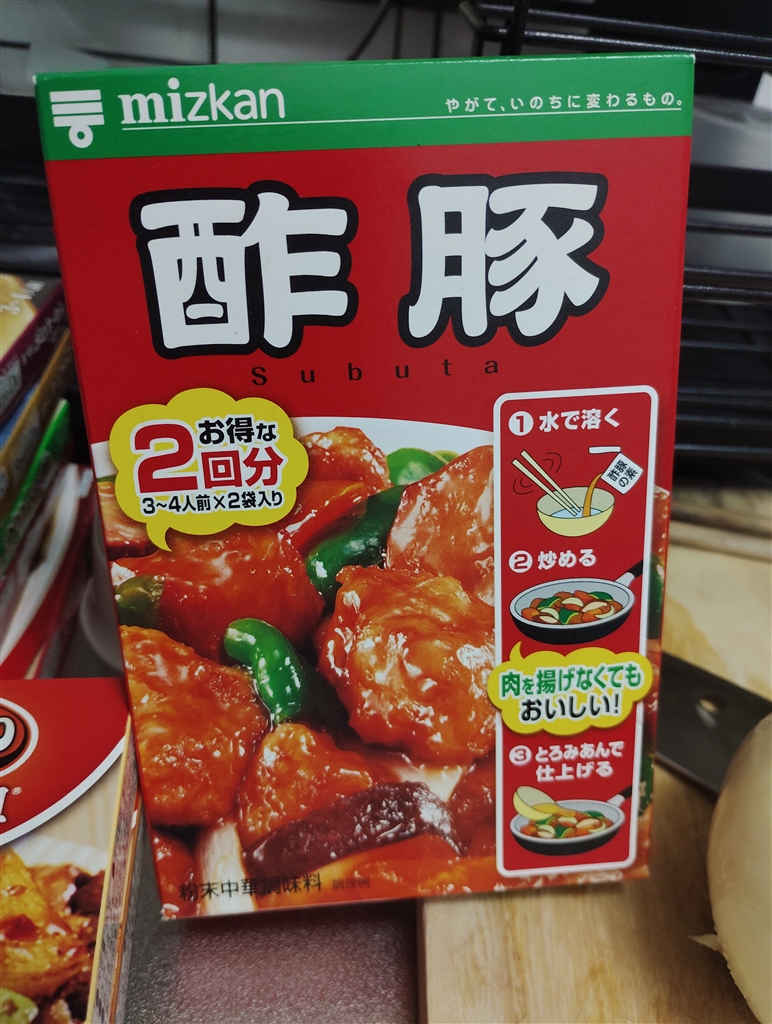 mizkan
やがて、いのちに変わるもの。
酢豚
Subuta
お得な
2回分
3~4人前×2袋入り
1 水で溶く
酢豚
の素
2 炒める
肉を揚げなくても
おいしい!
3 とろみあんで
仕上げる
粉末中華調味料 調理例